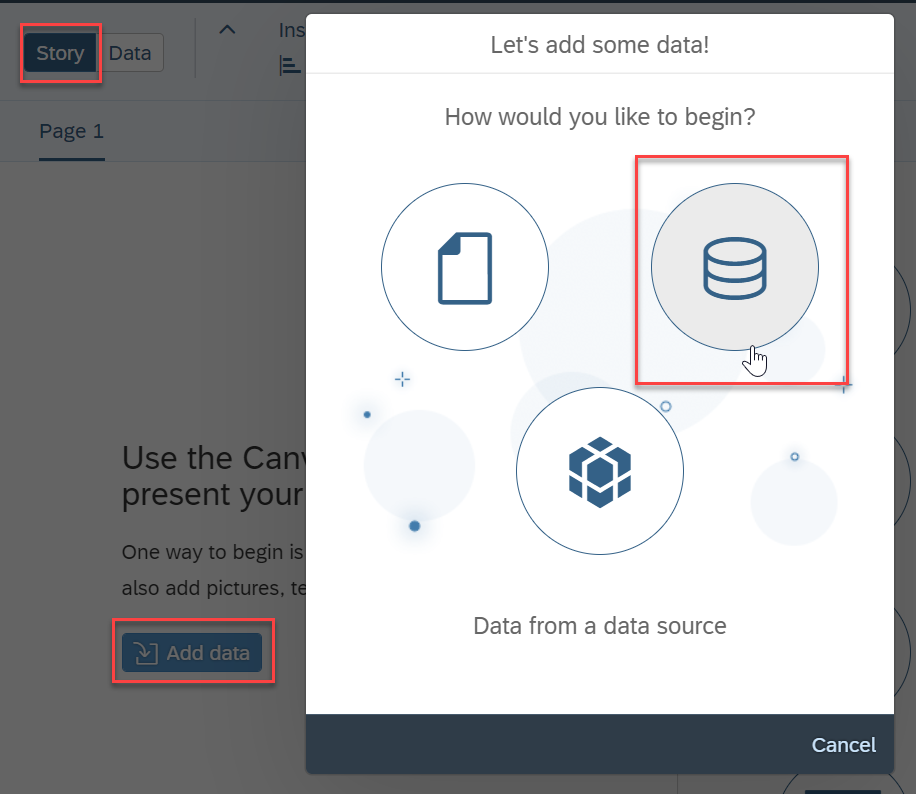 Story
Data
Ins
Page 1
Let's add some data!
How would you like to begin?
Use the Can
present your
One way to begin is
also add pictures, te
Add data
Data from a data source
Cancel